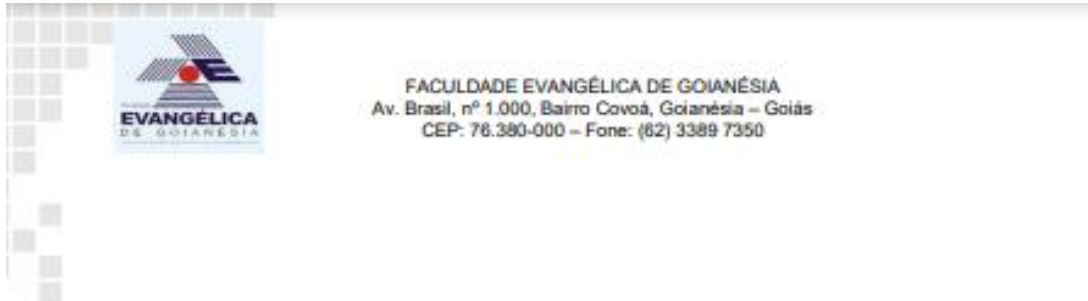 EVANGÉLICA
DE GOIANÉSIA
FACULDADE EVANGÉLICA DE GOIANÉSIA
Av. Brasil, nº 1.000, Bairro Covoá, Goianésia – Goiás
CEP: 76.380-000 – Fone: (62) 3389 7350